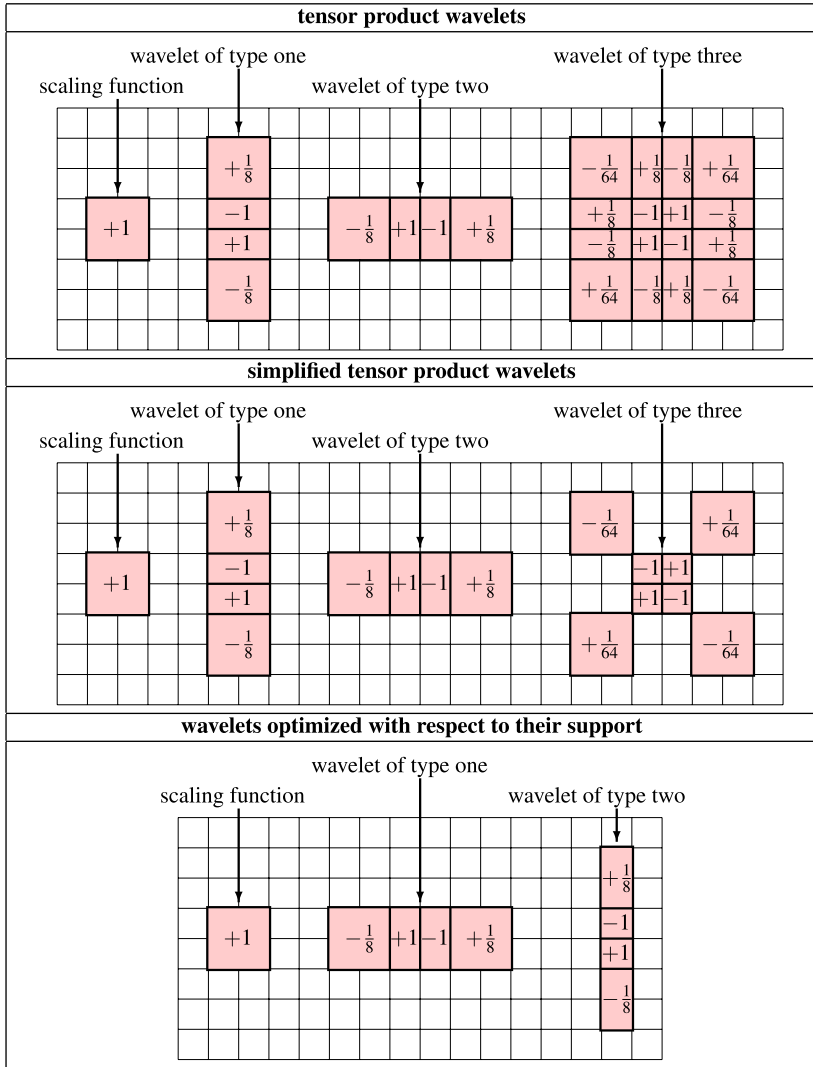 tensor product wavelets
wavelet of type one
wavelet of type three
scaling function
wavelet of type two
+1/8
−1/64 +1/8 −1/8 +1/64
+1
−1
−1/8 +1 −1 +1/8
+1/8 −1 +1 −1/8
+1
−1/8 +1 −1 +1/8
−1/8
+1/64 −1/8 +1/8 −1/64
simplified tensor product wavelets
wavelet of type one
wavelet of type three
scaling function
wavelet of type two
+1/8
−1/64 +1/64
+1
−1
−1/8 +1 −1 +1/8
−1 +1
+1
+1 −1
−1/8
+1/64 −1/64
wavelets optimized with respect to their support
wavelet of type one
scaling function
wavelet of type two
+1/8
+1
−1/8 +1 −1 +1/8
−1
+1
−1/8